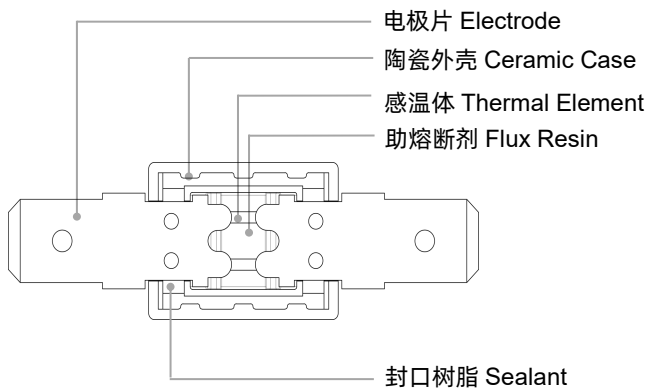 电极片 Electrode
陶瓷外壳 Ceramic Case
感温体 Thermal Element
助熔断剂 Flux Resin
封口树脂 Sealant